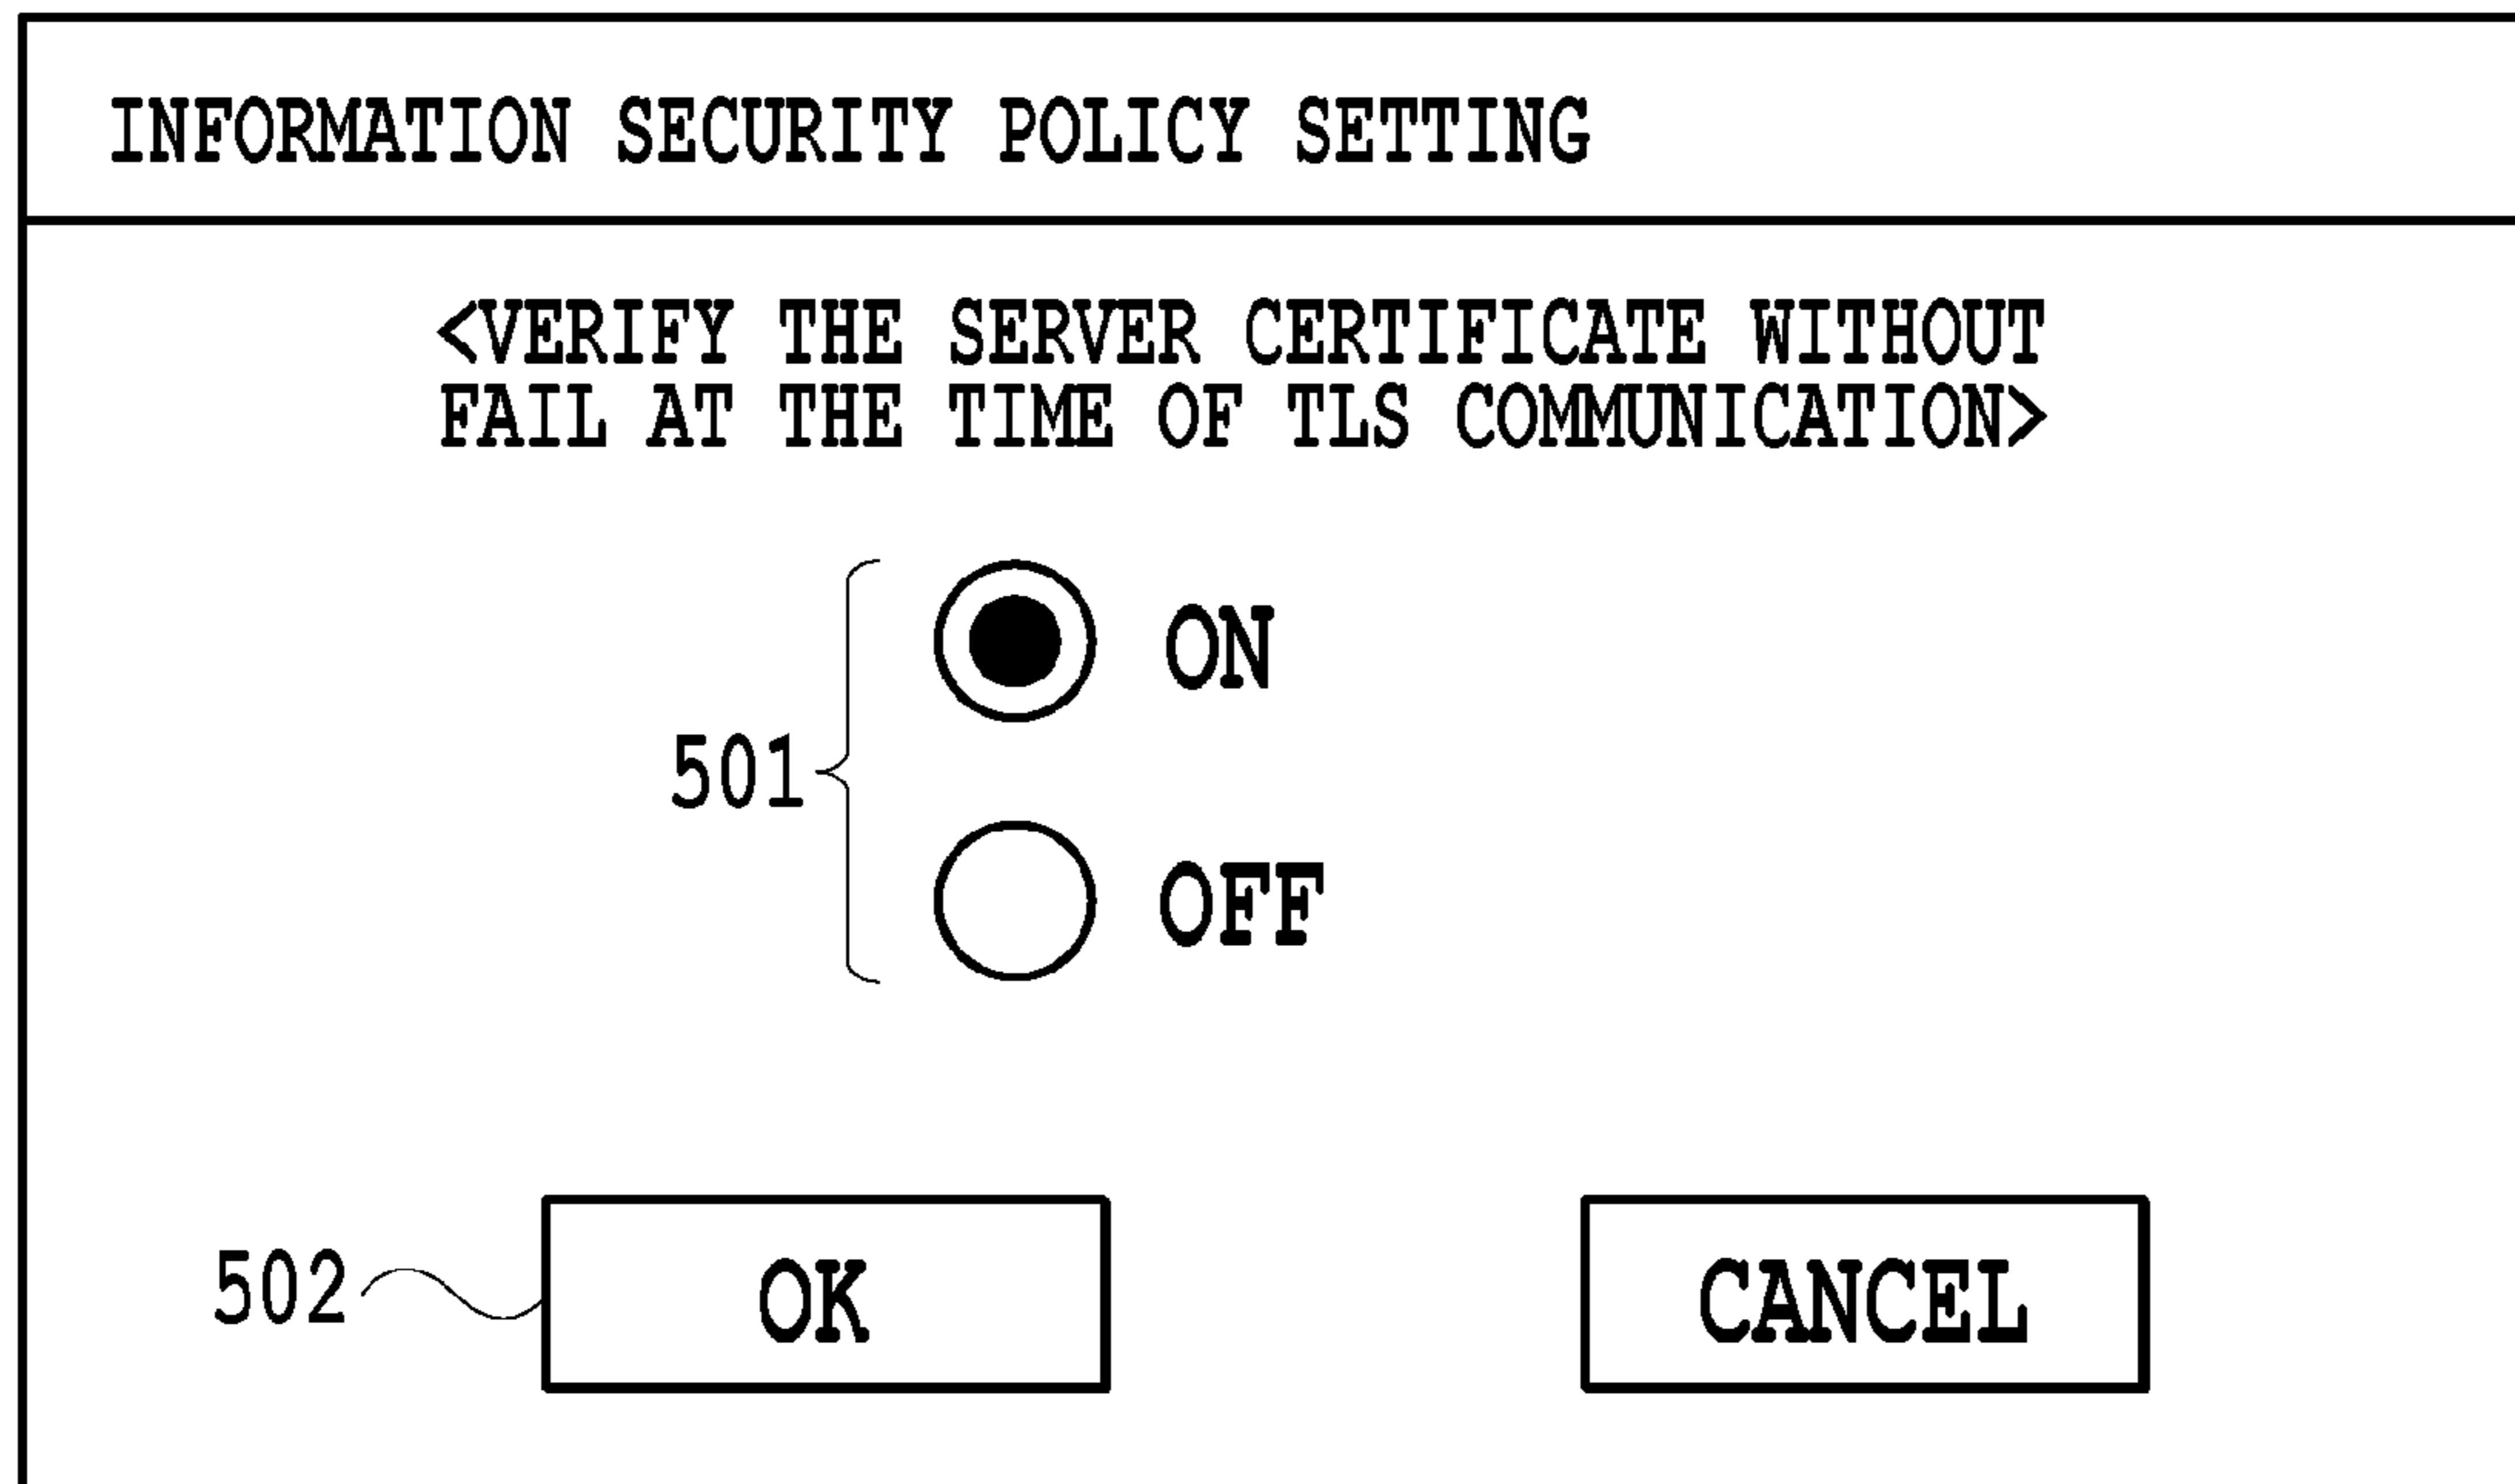 INFORMATION SECURITY POLICY SETTING
<VERIFY THE SERVER CERTIFICATE WITHOUT
FAIL AT THE TIME OF TLS COMMUNICATION>
ON
501
OFF
502 OK CANCEL